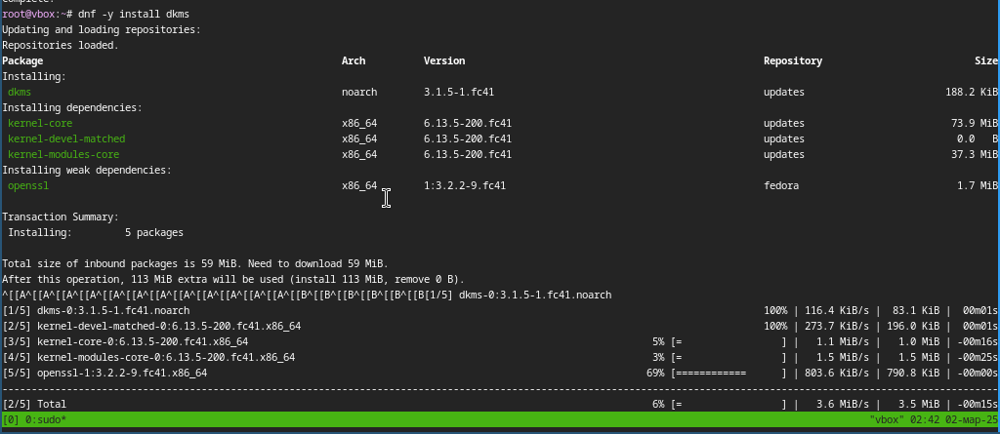 complete.
root@vbox:~# dnf -y install dkms
Updating and loading repositories:
Repositories loaded.
Package Arch Version Repository Size
Installing:
dkms noarch 3.1.5-1.fc41 updates 188.2 KiB
Installing dependencies:
kernel-core x86_64 6.13.5-200.fc41 updates 73.9 MiB
kernel-devel-matched x86_64 6.13.5-200.fc41 updates 0.0 B
kernel-modules-core x86_64 6.13.5-200.fc41 updates 37.3 MiB
Installing weak dependencies:
openssl x86_64 1:3.2.2-9.fc41 fedora 1.7 MiB
Transaction Summary:
Installing: 5 packages
Total size of inbound packages is 59 MiB. Need to download 59 MiB.
After this operation, 113 MiB extra will be used (install 113 MiB, remove 0 B).
^[[A^[[A^[[A^[[A^[[A^[[A^[[A^[[A^[[A^[[A^[[A^[[A^[[B^[[B^[[B^[[B^[[B^[[B[1/5] dkms-0:3.1.5-1.fc41.noarch
[1/5] dkms-0:3.1.5-1.fc41.noarch 100% | 116.4 KiB/s | 83.1 KiB | 00m01s
[2/5] kernel-devel-matched-0:6.13.5-200.fc41.x86_64 100% | 273.7 KiB/s | 196.0 KiB | 00m01s
[3/5] kernel-core-0:6.13.5-200.fc41.x86_64 5% [= ] | 1.1 MiB/s | 1.0 MiB | -00m16s
[4/5] kernel-modules-core-0:6.13.5-200.fc41.x86_64 3% [= ] | 1.5 MiB/s | 1.5 MiB | -00m25s
[5/5] openssl-1:3.2.2-9.fc41.x86_64 69% [============ ] | 803.6 KiB/s | 790.8 KiB | -00m00s
[2/5] Total 6% [= ] | 3.6 MiB/s | 3.5 MiB | -00m15s
[0] 0:sudo* "vbox" 02:42 02-мар-25